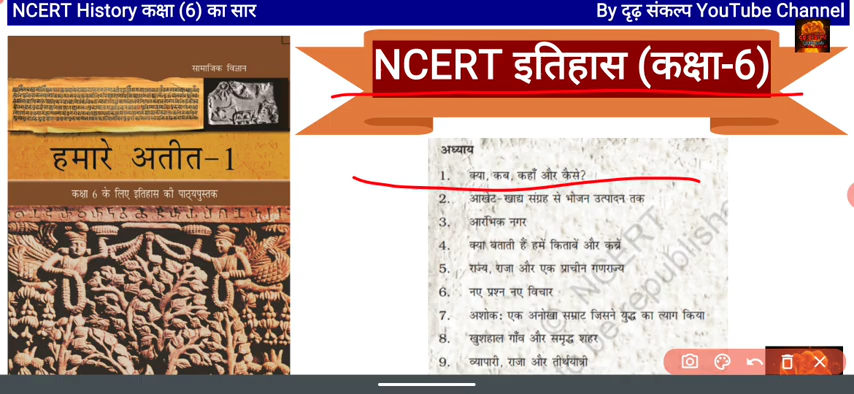 NCERT History कक्षा (6) का सार
By दृढ़ संकल्प YouTube Channel
सामाजिक विज्ञान
हमारे अतीत-1
कक्षा 6 के लिए इतिहास की पाठ्यपुस्तक
NCERT इतिहास (कक्षा-6)
अध्याय
1. क्या, कब, कहाँ और कैसे?
2. आखेट-खाद्य संग्रह से भोजन उत्पादन तक
3. आरंभिक नगर
4. क्या बताती हैं हमें किताबें और कब्रें
5. राज्य, राजा और एक प्राचीन गणराज्य
6. नए प्रश्न नए विचार
7. अशोक: एक अनोखा सम्राट जिसने युद्ध का त्याग किया
8. खुशहाल गाँव और समृद्ध शहर
9. व्यापारी, राजा और तीर्थयात्री
© NCERT
be republished